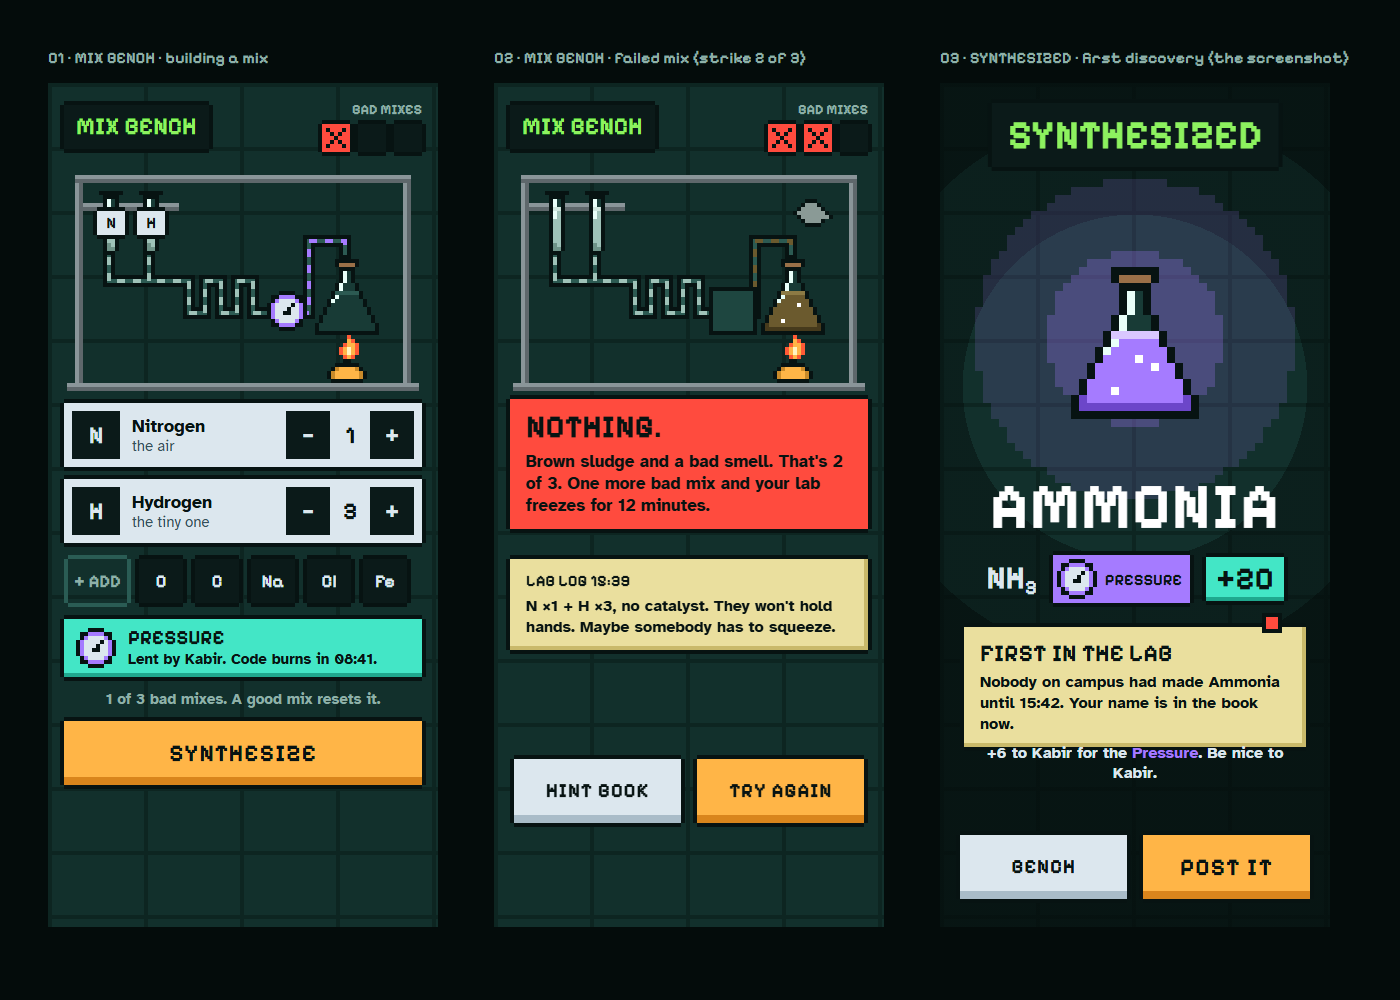 01 · MIX BENCH · building a mix
MIX BENCH
BAD MIXES
N H
N
Nitrogen
the air
- 1 +
H
Hydrogen
the tiny one
- 3 +
+ ADD O O Na Cl Fe
PRESSURE
Lent by Kabir. Code burns in 08:41.
1 of 3 bad mixes. A good mix resets it.
SYNTHESIZE
02 · MIX BENCH · failed mix (strike 2 of 3)
MIX BENCH
BAD MIXES
NOTHING.
Brown sludge and a bad smell. That's 2
of 3. One more bad mix and your lab
freezes for 12 minutes.
LAB LOG 12:39
N ×1 + H ×3, no catalyst. They won't hold
hands. Maybe somebody has to squeeze.
HINT BOOK
TRY AGAIN
03 · SYNTHESIZED · first discovery (the screenshot)
SYNTHESIZED
AMMONIA
NH3
PRESSURE
+20
FIRST IN THE LAB
Nobody on campus had made Ammonia
until 15:42. Your name is in the book
now.
+6 to Kabir for the Pressure. Be nice to
Kabir.
BENCH
POST IT